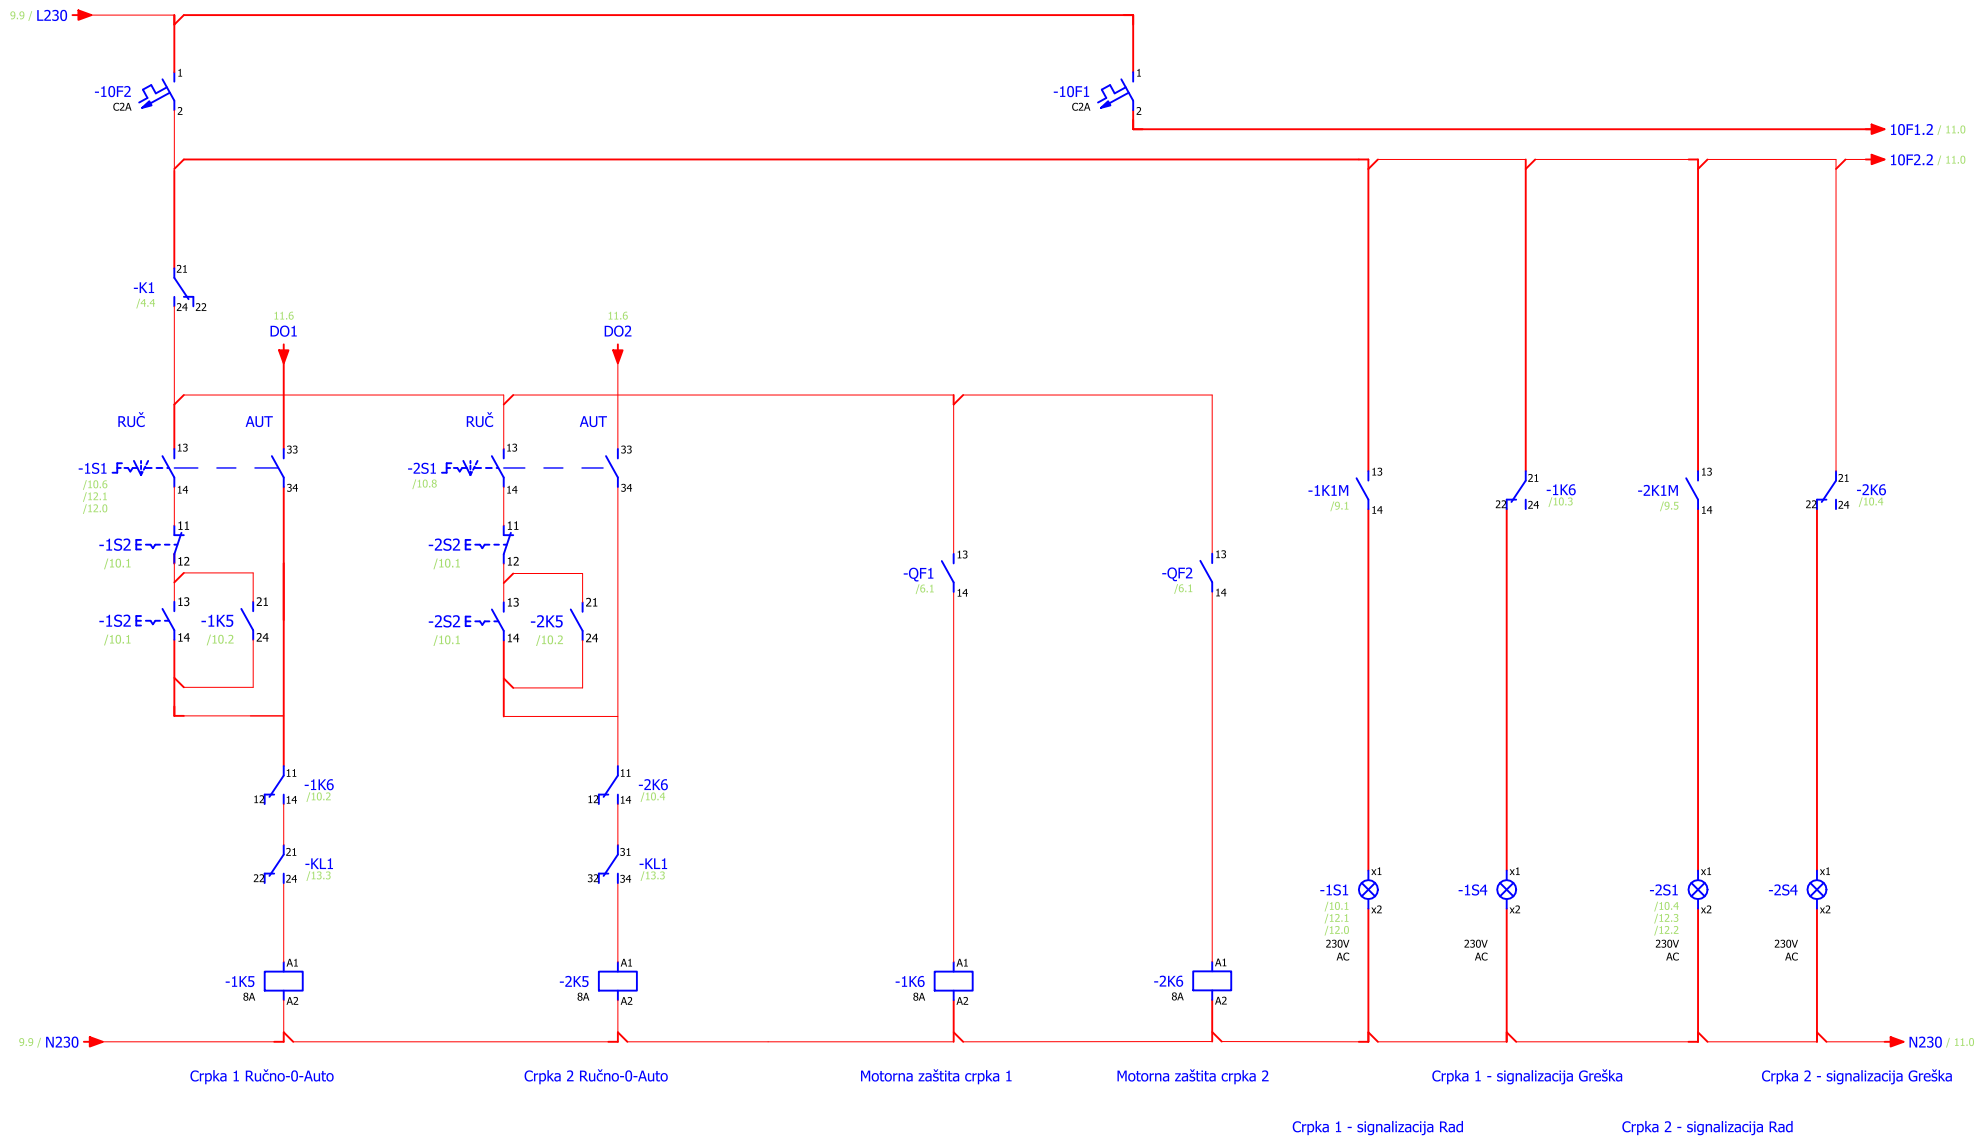 9.9 / L230
-10F2
C2A
1
2
-10F1
C2A
1
2
10F1.2 / 11.0
10F2.2 / 11.0
-K1
/4.4
21
24
22
11.6
DO1
11.6
DO2
RUČ
AUT
RUČ
AUT
-1S1
/10.6
/12.1
/12.0
13
14
33
34
-2S1
/10.8
13
14
33
34
-1K1M
/9.1
13
14
21
22
24
-1K6
/10.3
-2K1M
/9.5
13
14
21
22
24
-2K6
/10.4
-1S2
/10.1
11
12
-2S2
/10.1
11
12
-QF1
/6.1
13
14
-QF2
/6.1
13
14
-1S2
/10.1
13
14
-1K5
/10.2
21
24
-2S2
/10.1
13
14
-2K5
/10.2
21
24
11
12
14
-1K6
/10.2
11
12
14
-2K6
/10.4
21
22
24
-KL1
/13.3
31
32
34
-KL1
/13.3
-1S1
/10.1
/12.1
/12.0
230V
AC
x1
x2
-1S4
230V
AC
x1
x2
-2S1
/10.4
/12.3
/12.2
230V
AC
x1
x2
-2S4
230V
AC
x1
x2
-1K5
8A
A1
A2
-2K5
8A
A1
A2
-1K6
8A
A1
A2
-2K6
8A
A1
A2
9.9 / N230
N230 / 11.0
Crpka 1 Ručno-0-Auto
Crpka 2 Ručno-0-Auto
Motorna zaštita crpka 1
Motorna zaštita crpka 2
Crpka 1 - signalizacija Greška
Crpka 2 - signalizacija Greška
Crpka 1 - signalizacija Rad
Crpka 2 - signalizacija Rad